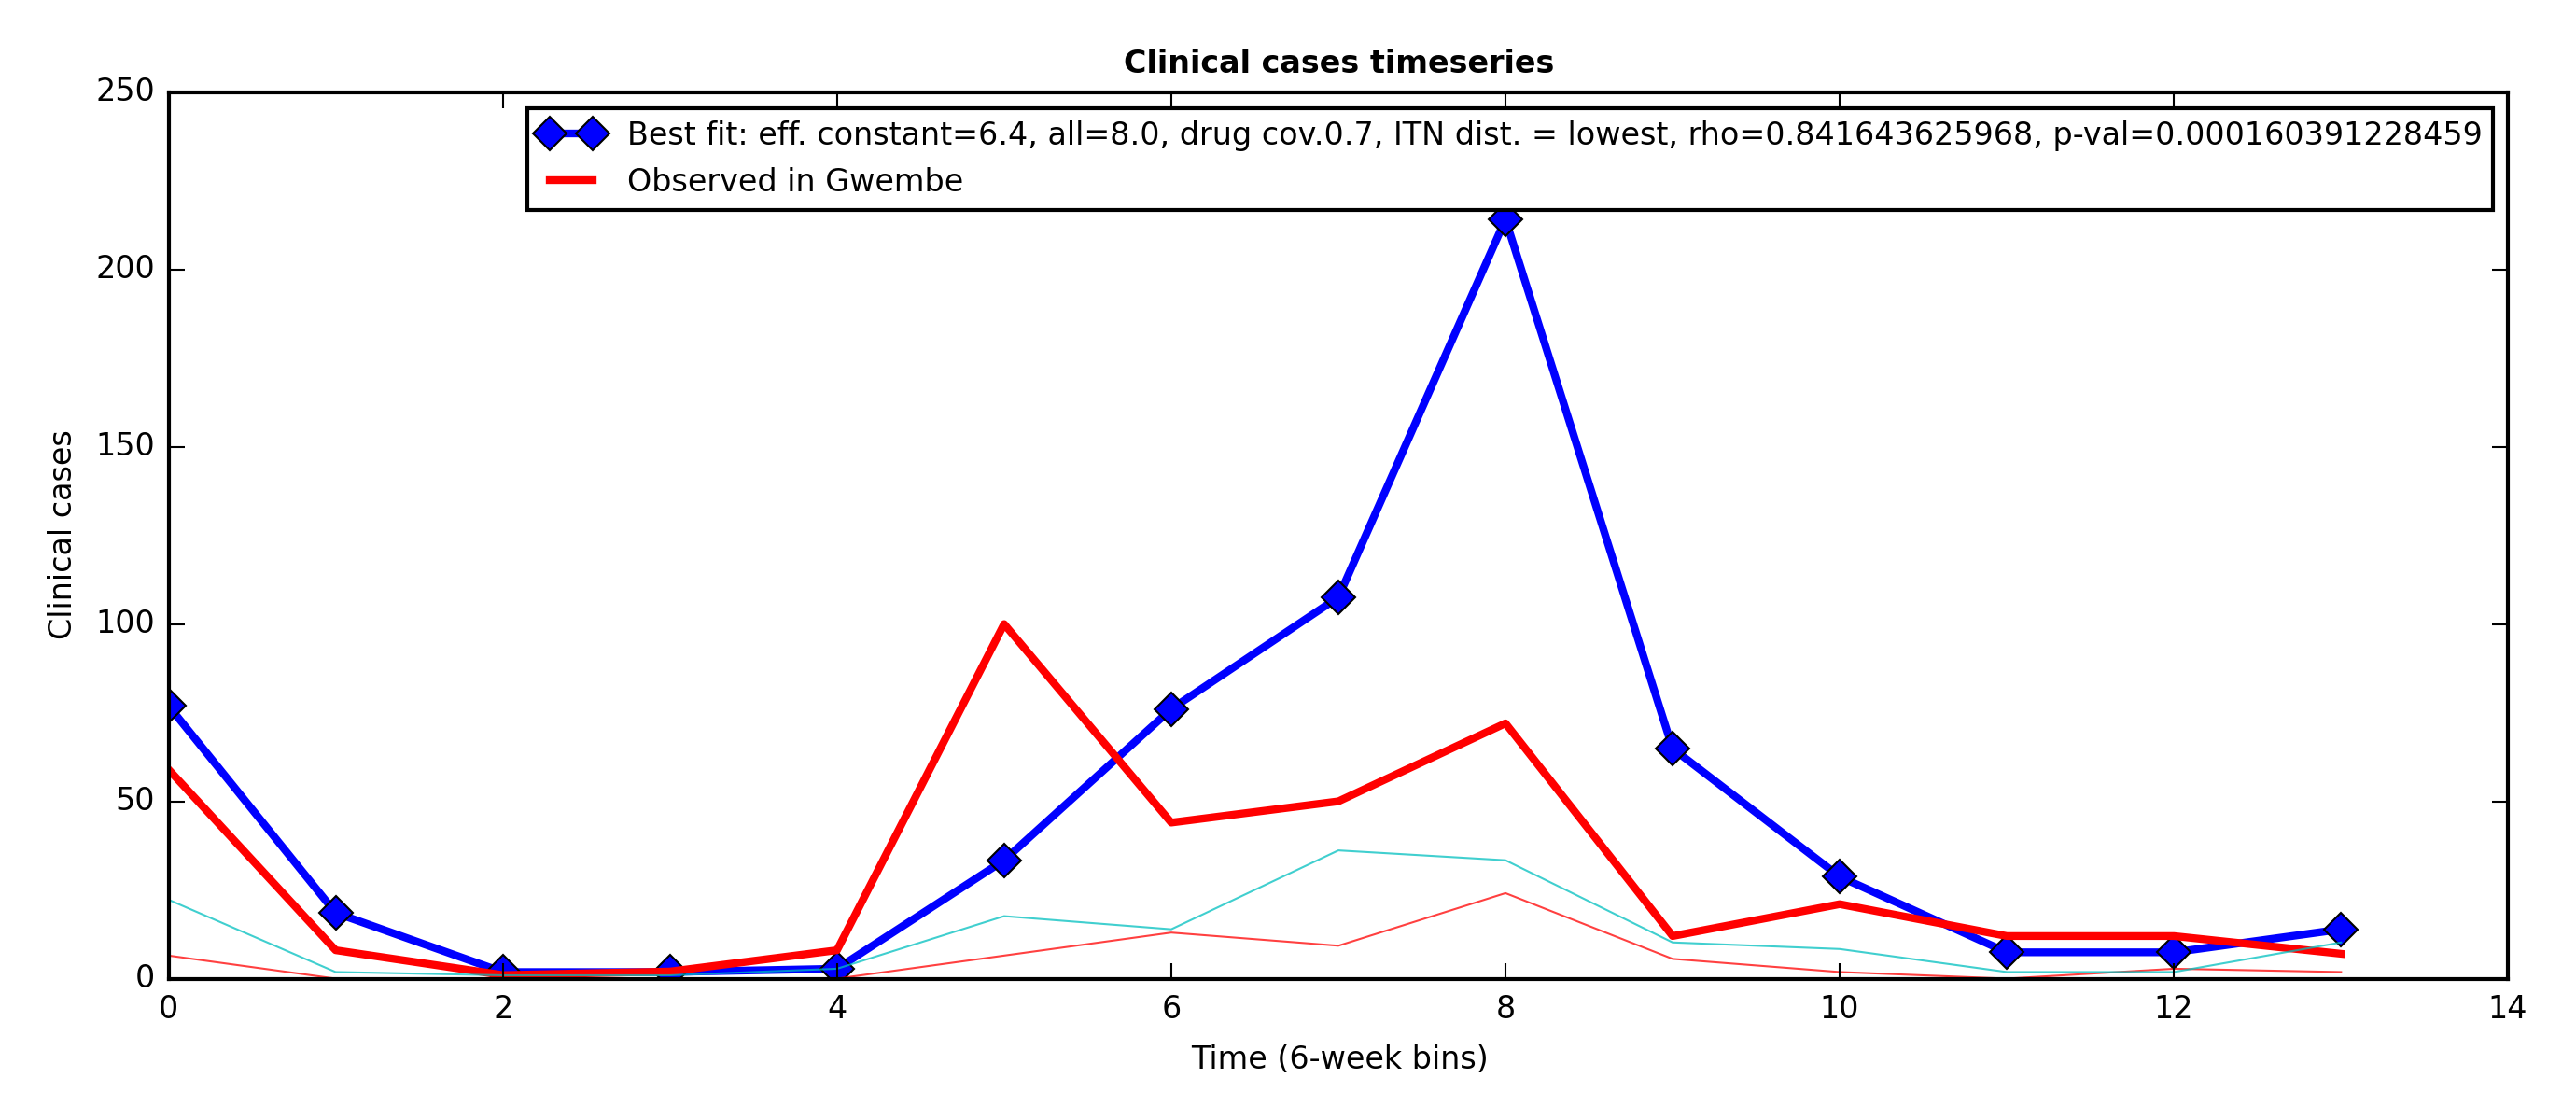 Clinical cases timeseries
250
200
150
100
50
0
Clinical cases
Best fit: eff. constant=6.4, all=8.0, drug cov.0.7, ITN dist. = lowest, rho=0.841643625968, p-val=0.000160391228459
Observed in Gwembe
0 2 4 6 8 10 12 14
Time (6-week bins)